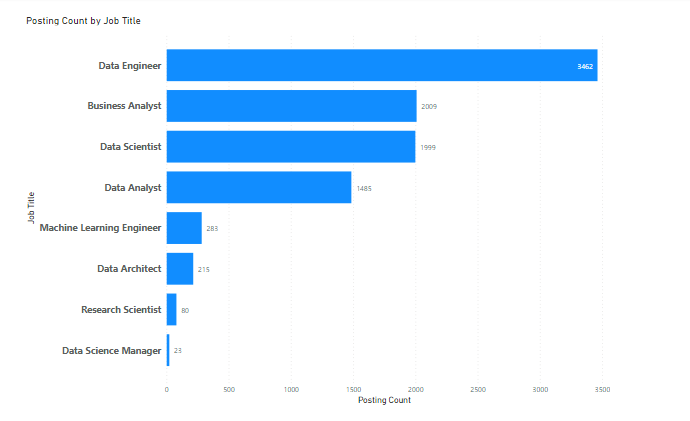 Posting Count by Job Title
Data Engineer 3462
Business Analyst 2009
Data Scientist 1999
Data Analyst 1485
Job Title
Machine Learning Engineer 283
Data Architect 215
Research Scientist 80
Data Science Manager 23
0 500 1000 1500 2000 2500 3000 3500
Posting Count